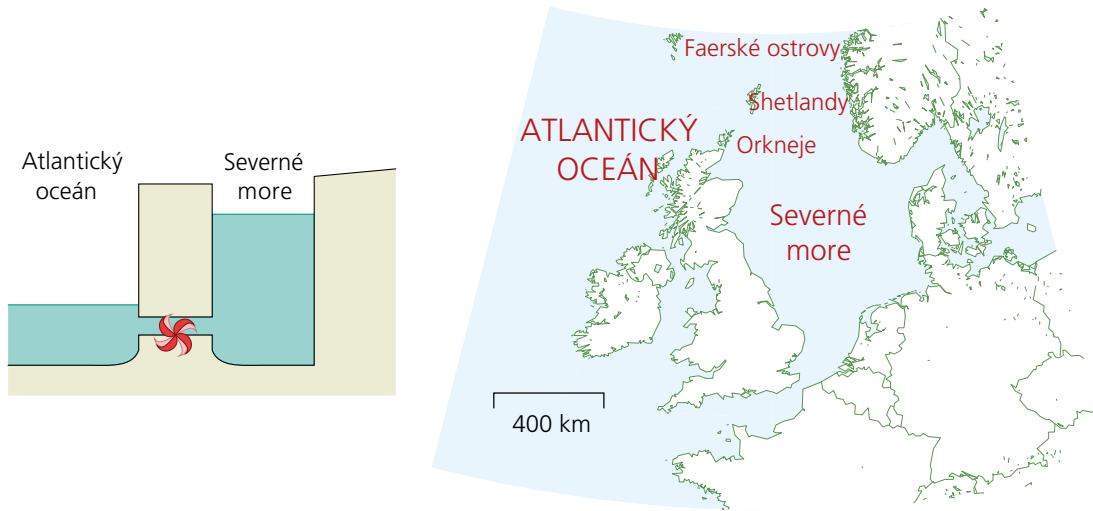 Atlantický
oceán
Severné
more
Faerské ostrovy
Shetlandy
ATLANTICKÝ
OCEÁN
Orkneje
Severné
more
400 km